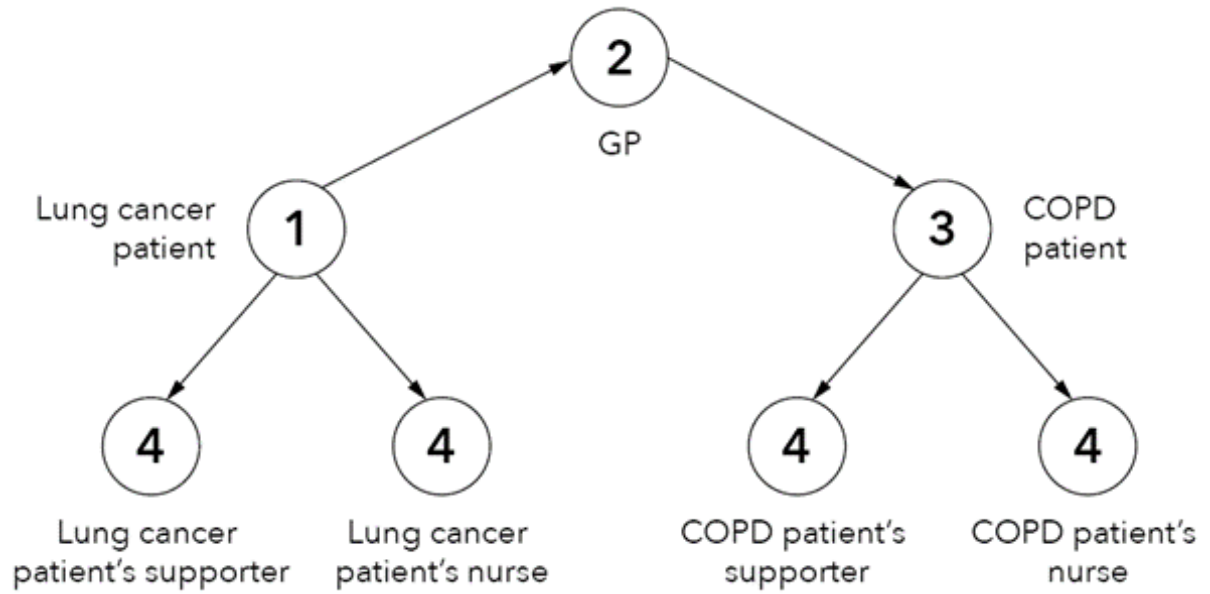 2
GP
Lung cancer
patient
1
3
COPD
patient
4
4
4
4
Lung cancer
patient's supporter
Lung cancer
patient's nurse
COPD patient's
supporter
COPD patient's
nurse